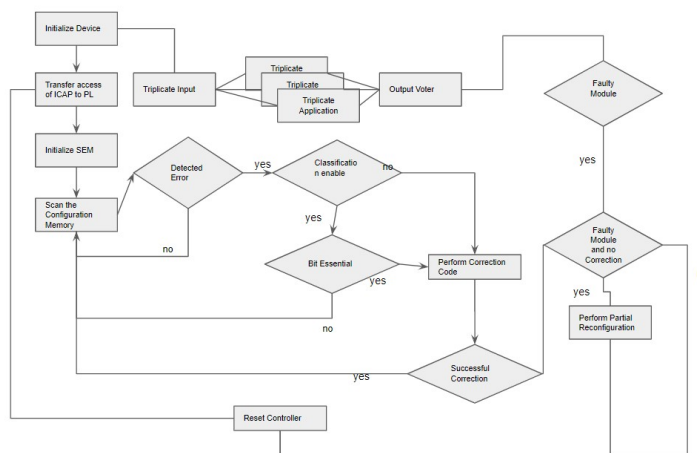 Initialize Device
Transfer access
of ICAP to PL
Initialize SEM
Scan the
Configuration
Memory
Triplicate Input
Triplicate
Triplicate
Triplicate
Application
Output Voter
Faulty
Module
yes
Detected
Error
yes
no
Classificatio
n enable
no
yes
Bit Essential
yes
no
Perform Correction
Code
Faulty
Module
and no
Correction
yes
Perform Partial
Reconfiguration
Successful
Correction
yes
Reset Controller